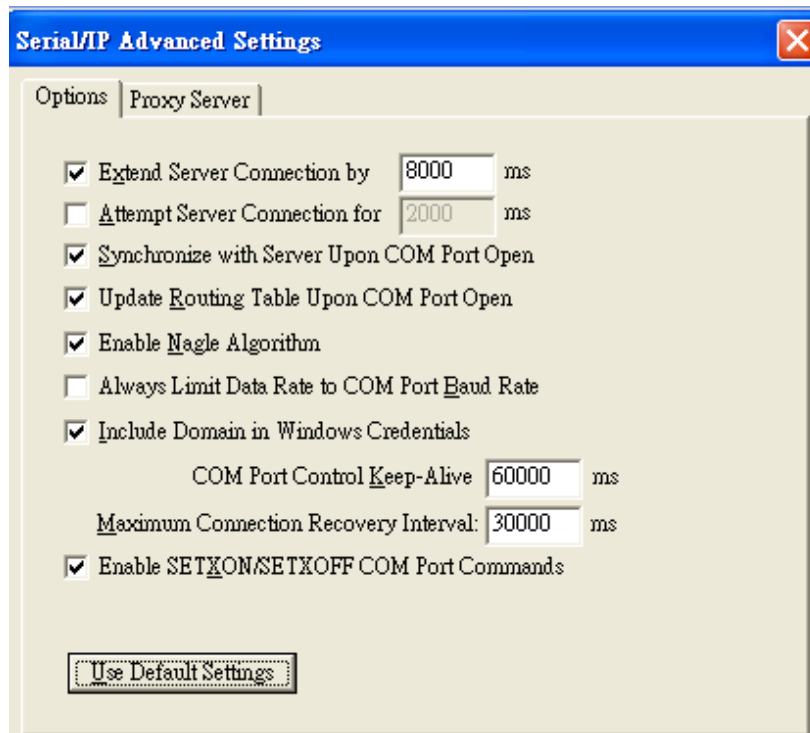 Serial/IP Advanced Settings
Options Proxy Server
Extend Server Connection by 8000 ms
Attempt Server Connection for 2000 ms
Synchronize with Server Upon COM Port Open
Update Routing Table Upon COM Port Open
Enable Nagle Algorithm
Always Limit Data Rate to COM Port Baud Rate
Include Domain in Windows Credentials
COM Port Control Keep-Alive 60000 ms
Maximum Connection Recovery Interval: 30000 ms
Enable SETXON/SETXOFF COM Port Commands
Use Default Settings